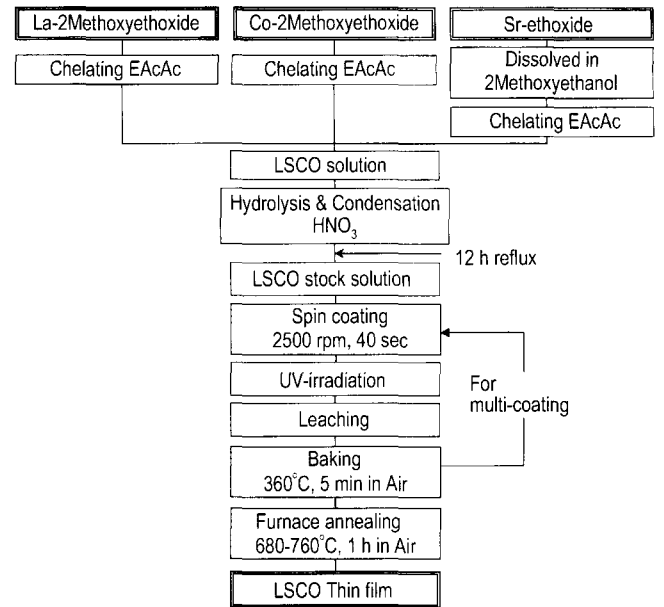 La-2Methoxyethoxide
Co-2Methoxyethoxide
Sr-ethoxide
Chelating EAcAc
Chelating EAcAc
Dissolved in
2Methoxyethanol
Chelating EAcAc
LSCO solution
Hydrolysis & Condensation
HNO₃
12 h reflux
LSCO stock solution
Spin coating
2500 rpm, 40 sec
UV-irradiation
For
multi-coating
Leaching
Baking
360°C, 5 min in Air
Furnace annealing
680-760°C, 1 h in Air
LSCO Thin film